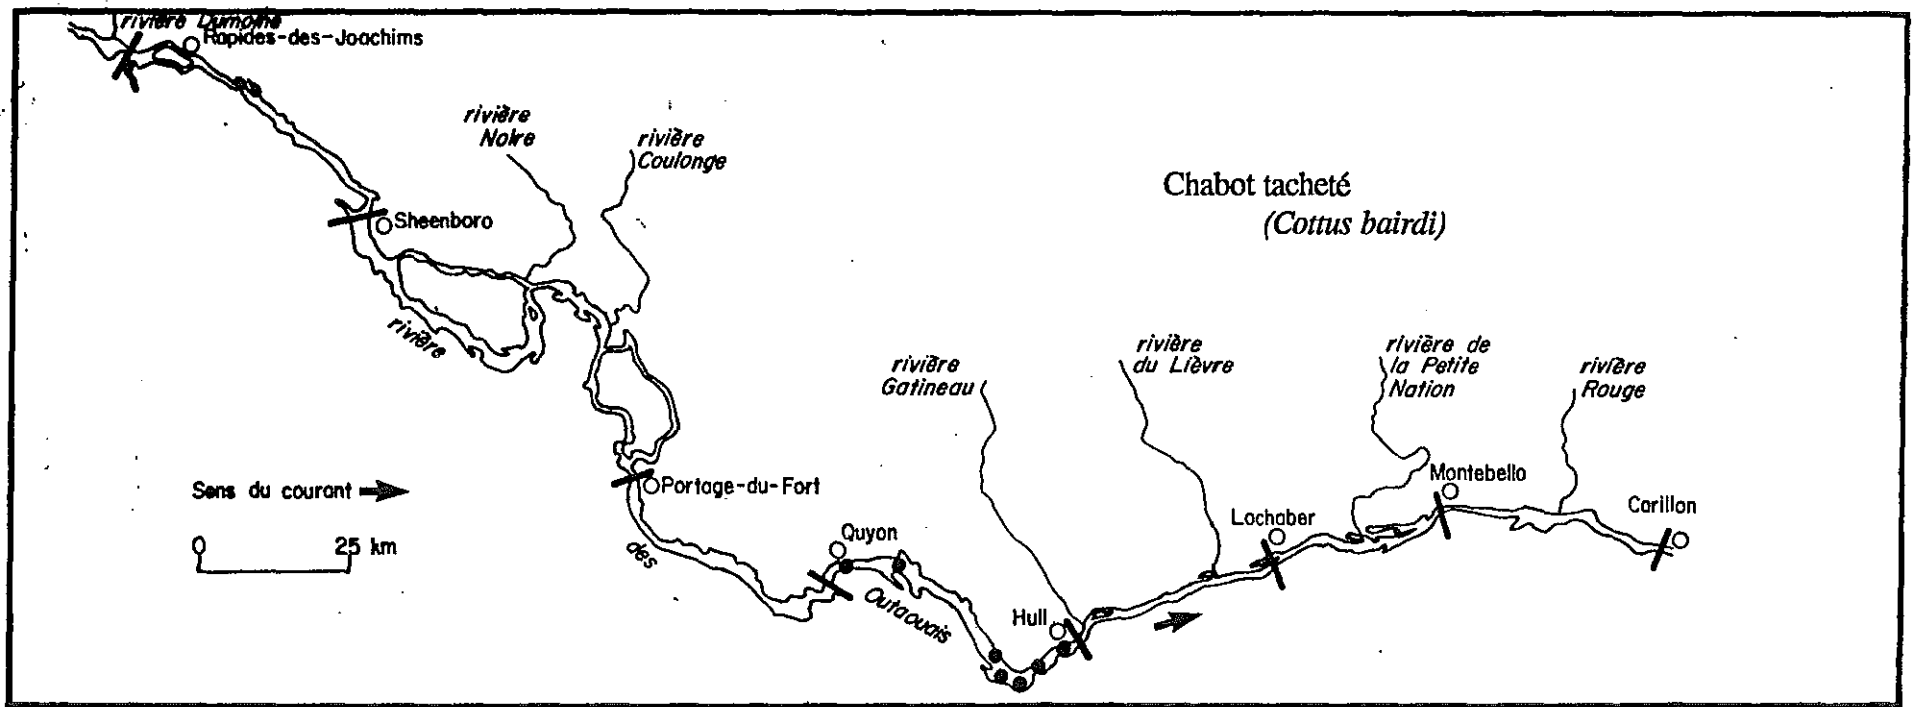 rivière Dumoine
Rapides-des-Joachims
rivière
Noire
rivière
Coulonge
Chabot tacheté
(Cottus bairdi)
Sheenboro
rivière
rivière
Gatineau
rivière
du Lièvre
rivière de
la Petite
Nation
rivière
Rouge
Sens du courant
Portage-du-Fort
Montebello
Carillon
Lochaber
Quyon
0 25 km
des
Outaouais
Hull